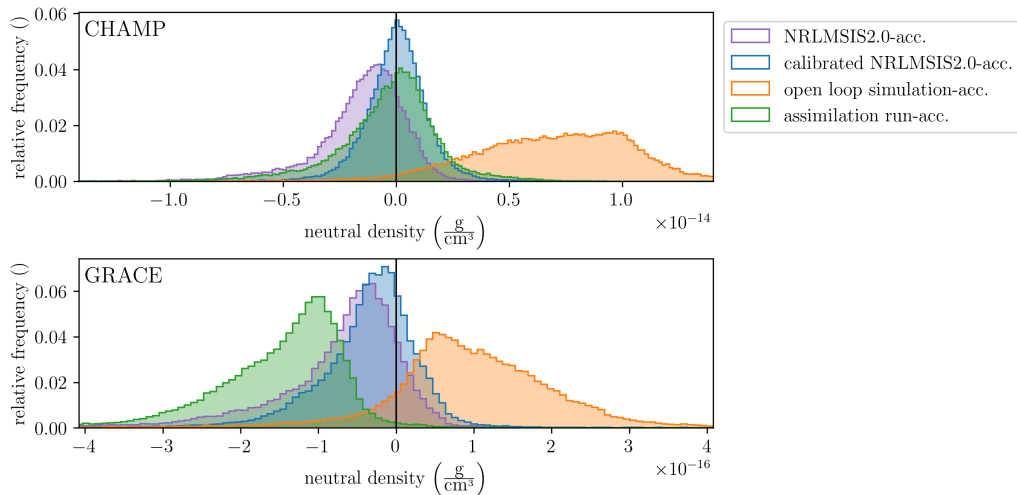 CHAMP
relative frequency ()
0.06
0.04
0.02
0.00
−1.0
−0.5
0.0
0.5
1.0
×10⁻¹⁴
neutral density (g/cm³)
NRLMSIS2.0-acc.
calibrated NRLMSIS2.0-acc.
open loop simulation-acc.
assimilation run-acc.
GRACE
relative frequency ()
0.06
0.04
0.02
0.00
−4
−3
−2
−1
0
1
2
3
4
×10⁻¹⁶
neutral density (g/cm³)